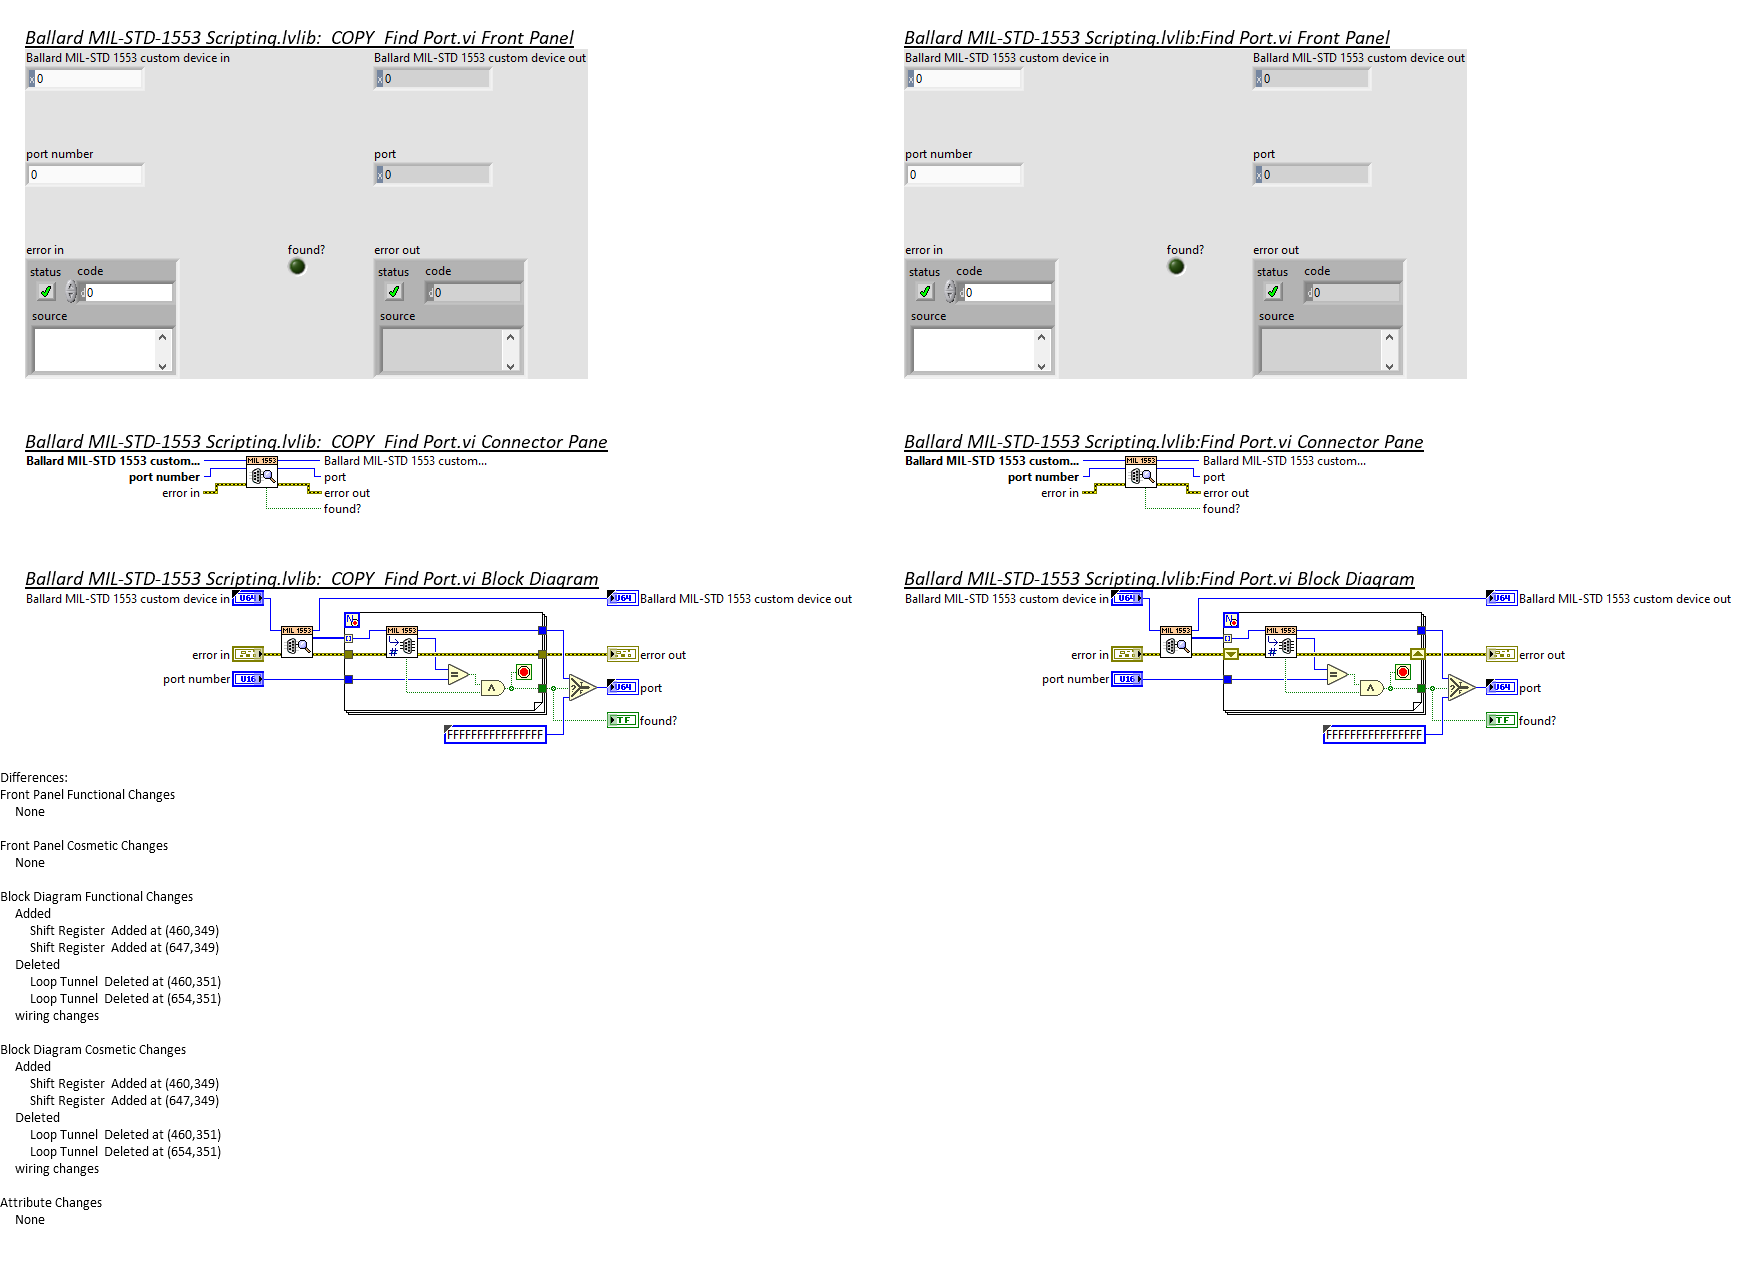 Ballard MIL-STD-1553 Scripting.lvlib:_COPY_Find Port.vi Front Panel
Ballard MIL-STD 1553 custom device in
Ballard MIL-STD 1553 custom device out
x 0
x 0
port number
port
0
x 0
error in
found?
error out
status
code
status
code
d 0
d 0
source
source
Ballard MIL-STD-1553 Scripting.lvlib:Find Port.vi Front Panel
Ballard MIL-STD 1553 custom device in
Ballard MIL-STD 1553 custom device out
x 0
x 0
port number
port
0
x 0
error in
found?
error out
status
code
status
code
d 0
d 0
source
source
Ballard MIL-STD-1553 Scripting.lvlib:_COPY_Find Port.vi Connector Pane
Ballard MIL-STD 1553 custom...
MIL 1553
Ballard MIL-STD 1553 custom...
port number
port
error in
error out
found?
Ballard MIL-STD-1553 Scripting.lvlib:Find Port.vi Connector Pane
Ballard MIL-STD 1553 custom...
MIL 1553
Ballard MIL-STD 1553 custom...
port number
port
error in
error out
found?
Ballard MIL-STD-1553 Scripting.lvlib:_COPY_Find Port.vi Block Diagram
Ballard MIL-STD 1553 custom device in
U64
U64
Ballard MIL-STD 1553 custom device out
N
MIL 1553
MIL 1553
#
error in
error out
port number
U16
=
U64
port
TF
found?
FFFFFFFFFFFFFFFF
Ballard MIL-STD-1553 Scripting.lvlib:Find Port.vi Block Diagram
Ballard MIL-STD 1553 custom device in
U64
U64
Ballard MIL-STD 1553 custom device out
N
MIL 1553
MIL 1553
#
error in
error out
port number
U16
=
U64
port
TF
found?
FFFFFFFFFFFFFFFF
Differences:
Front Panel Functional Changes
None
Front Panel Cosmetic Changes
None
Block Diagram Functional Changes
Added
Shift Register  Added at (460,349)
Shift Register  Added at (647,349)
Deleted
Loop Tunnel  Deleted at (460,351)
Loop Tunnel  Deleted at (654,351)
wiring changes
Block Diagram Cosmetic Changes
Added
Shift Register  Added at (460,349)
Shift Register  Added at (647,349)
Deleted
Loop Tunnel  Deleted at (460,351)
Loop Tunnel  Deleted at (654,351)
wiring changes
Attribute Changes
None